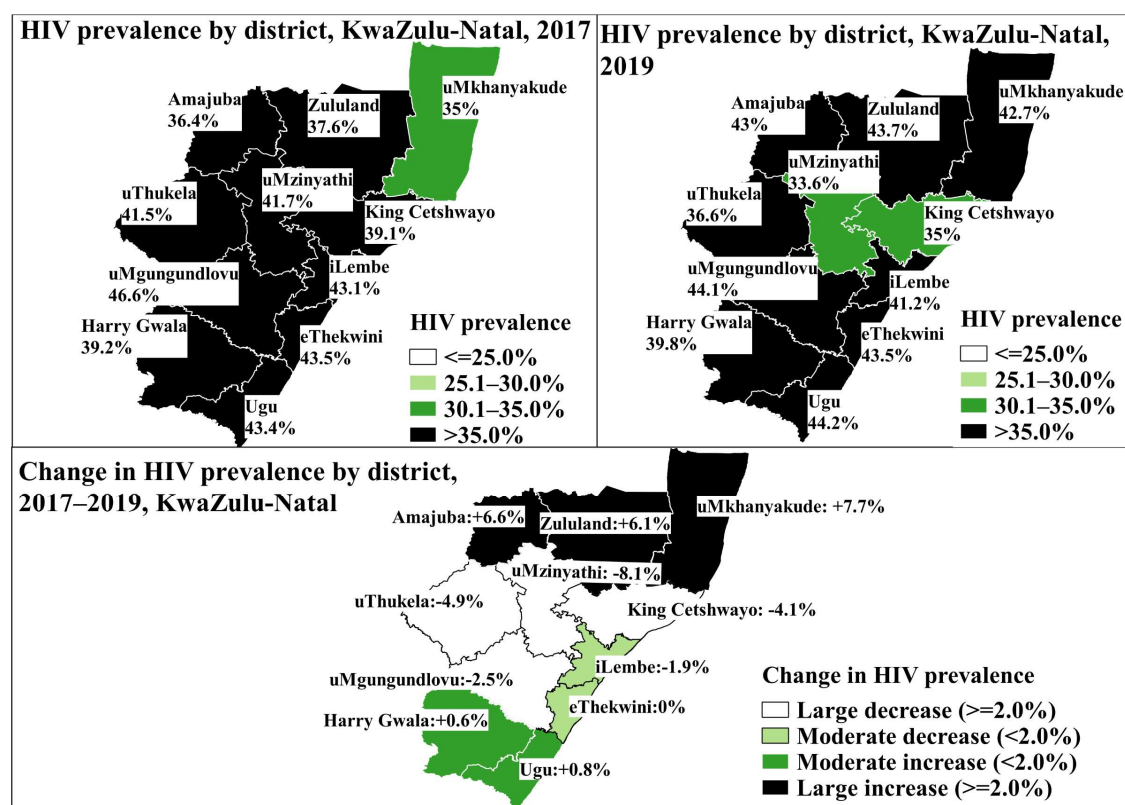 HIV prevalence by district, KwaZulu-Natal, 2017
uMkhanyakude
35%
Amajuba
36.4%
Zululand
37.6%
uThukela
41.5%
uMzinyathi
41.7%
King Cetshwayo
39.1%
uMgungundlovu
46.6%
iLembe
43.1%
Harry Gwala
39.2%
eThekwini
43.5%
Ugu
43.4%
HIV prevalence
<=25.0%
25.1–30.0%
30.1–35.0%
>35.0%
HIV prevalence by district, KwaZulu-Natal,
2019
uMkhanyakude
42.7%
Amajuba
43%
Zululand
43.7%
uMzinyathi
33.6%
uThukela
36.6%
King Cetshwayo
35%
uMgungundlovu
44.1%
iLembe
41.2%
Harry Gwala
39.8%
eThekwini
43.5%
Ugu
44.2%
HIV prevalence
<=25.0%
25.1–30.0%
30.1–35.0%
>35.0%
Change in HIV prevalence by district,
2017–2019, KwaZulu-Natal
uMkhanyakude: +7.7%
Amajuba:+6.6%
Zululand:+6.1%
uMzinyathi: -8.1%
uThukela:-4.9%
King Cetshwayo: -4.1%
iLembe:-1.9%
uMgungundlovu:-2.5%
eThekwini:0%
Harry Gwala:+0.6%
Ugu:+0.8%
Change in HIV prevalence
Large decrease (>=2.0%)
Moderate decrease (<2.0%)
Moderate increase (<2.0%)
Large increase (>=2.0%)